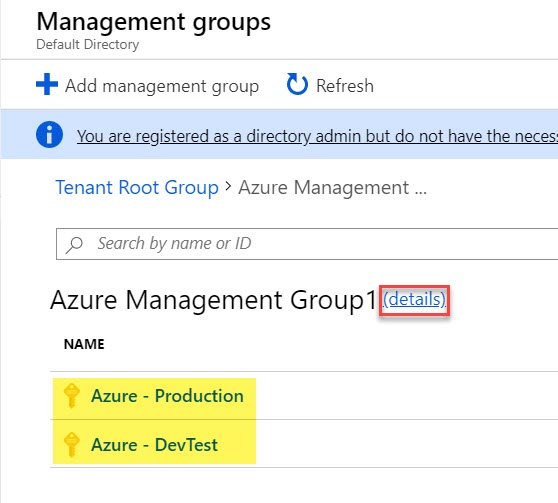 Management groups
Default Directory
Add management group Refresh
You are registered as a directory admin but do not have the neces
Tenant Root Group > Azure Management ...
Search by name or ID
Azure Management Group1 (details)
NAME
Azure - Production
Azure - DevTest